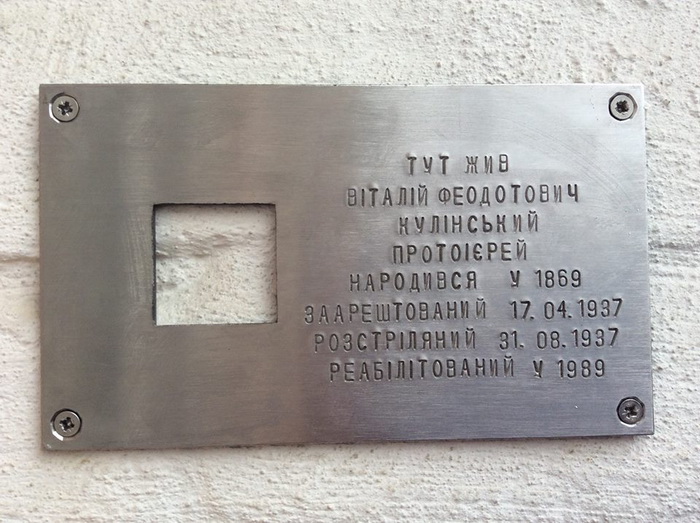 ТУТ ЖИВ
ВІТАЛІЙ ФЕОДОТОВИЧ
КУЛІНСЬКИЙ
ПРОТОІЄРЕЙ
НАРОДИВСЯ У 1869
ЗААРЕШТОВАНИЙ 17.04.1937
РОЗСТРІЛЯНИЙ 31.08.1937
РЕАБІЛІТОВАНИЙ У 1989